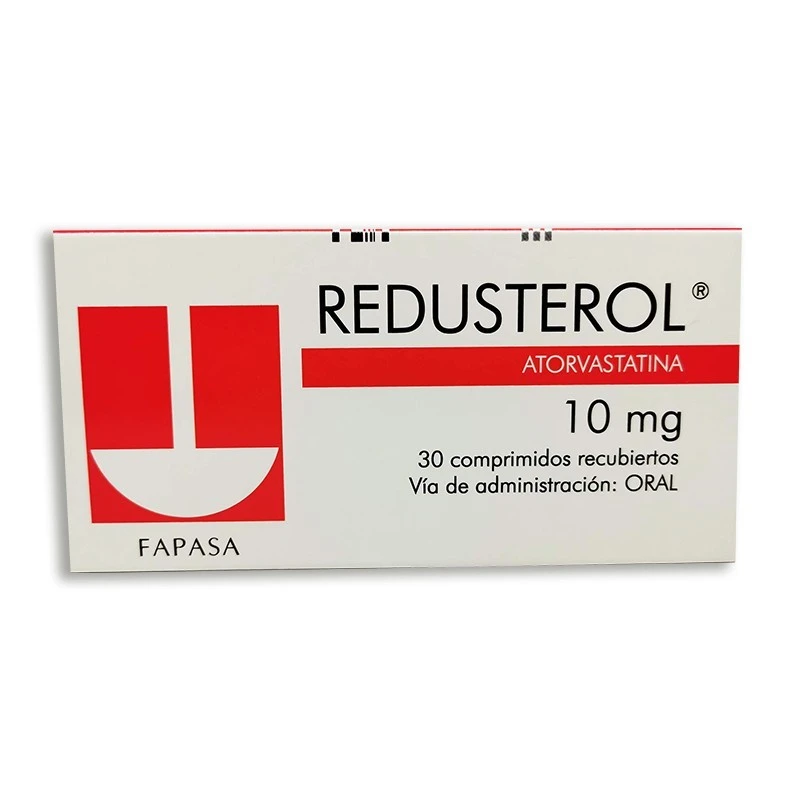 REDUSTEROL®
ATORVASTATINA
10 mg
30 comprimidos recubiertos
Vía de administración: ORAL
FAPASA